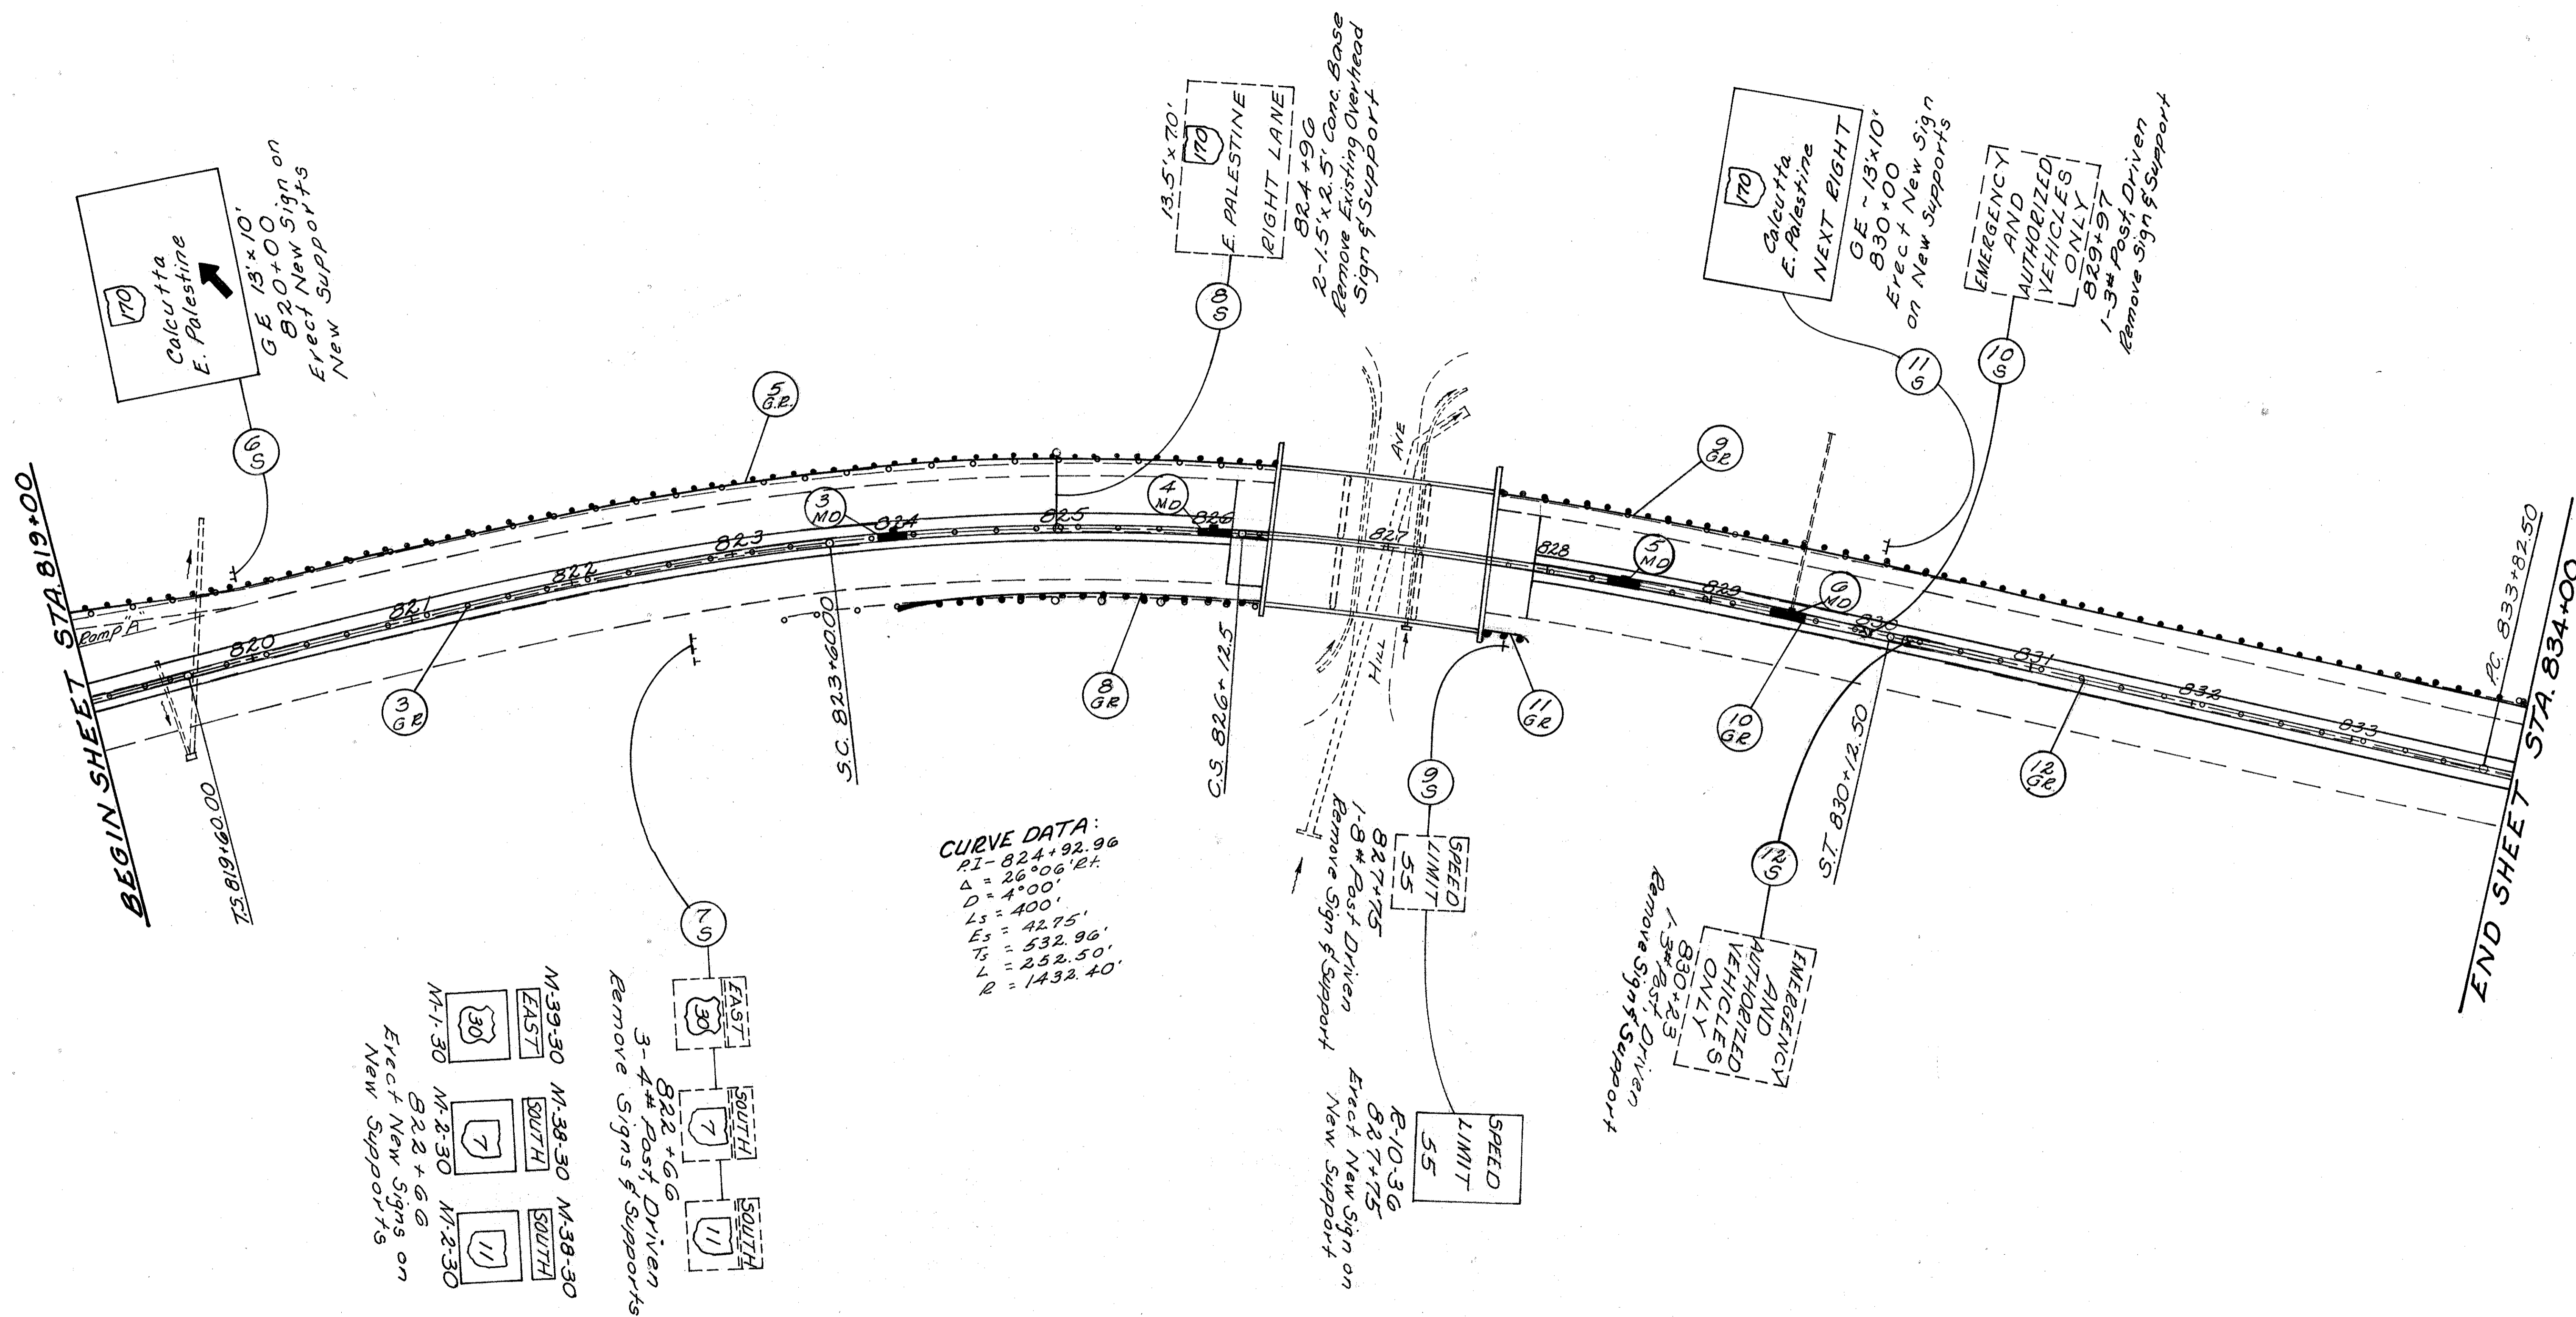 BEGIN SHEET STA. 819+00
170
Calcutta
E. Palestine
GE 13'x10'
820+00
Erect New Sign on
New Supports
6
S
Ramp "A"
T.S. 819+60.00
820
821
822
823
824
825
826
827
828
829
830
831
832
833
5
G.R.
3
GR
3
MD
4
MD
S.C. 823+60.00
13.5'x7.0'
170
E. PALESTINE
RIGHT LANE
824+96
2-1.5'x2.5' Conc. Base
Remove Existing Overhead
Sign & Support
8
S
8
GR
C.S. 826+12.5
HILL AVE
CURVE DATA:
P.I - 824+92.96
Δ = 26°06' Rt.
D = 4°00'
Ls = 400'
Es = 42.75'
Ts = 532.96'
L = 252.50'
R = 1432.40'
7
S
EAST
30
SOUTH
7
SOUTH
11
822+66
3-4# Post, Driven
Remove Signs & Supports
M-39-30 M-38-30 M-38-30
EAST
30
SOUTH
7
SOUTH
11
M-1-30 M-2-30 M-2-30
822+66
Erect New Signs on
New Supports
9
S
SPEED
LIMIT
55
827+75
1-8# Post Driven
Remove Sign & Support
SPEED
LIMIT
55
R-10-36
827+75
Erect New Sign on
New Support
11
GR
9
GR
5
MD
6
MD
10
GR
12
GR
170
Calcutta
E. Palestine
NEXT RIGHT
GE ~ 13'x10'
830+00
Erect New Sign
on New Supports
11
S
EMERGENCY
AND
AUTHORIZED
VEHICLES
ONLY
829+97
1-3# Post, Driven
Remove Sign & Support
10
S
12
S
EMERGENCY
AND
AUTHORIZED
VEHICLES
ONLY
830+23
1-3# Post, Driven
Remove Sign & Support
S.T. 830+12.50
P.C. 833+82.50
END SHEET STA. 834+00